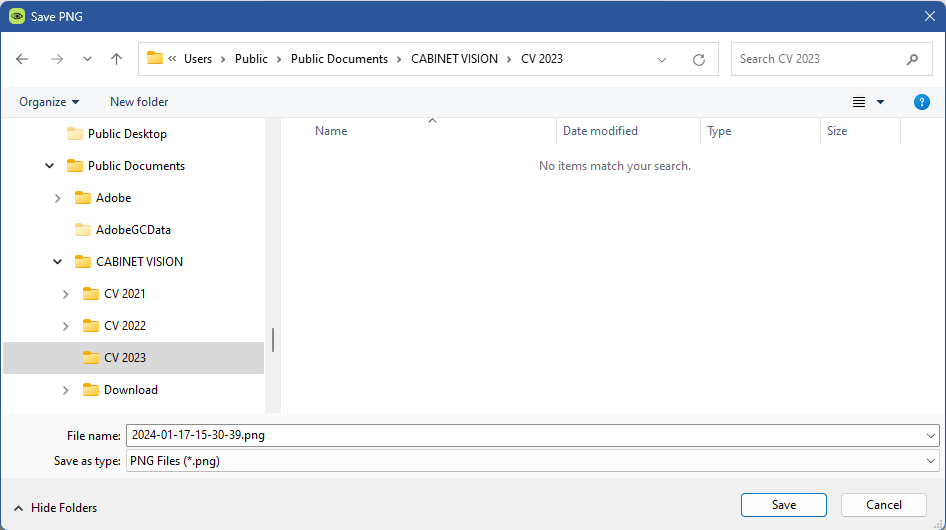 Save PNG
« Users > Public > Public Documents > CABINET VISION > CV 2023
Search CV 2023
Organize New folder
Name Date modified Type Size
No items match your search.
Public Desktop
Public Documents
Adobe
AdobeGCData
CABINET VISION
CV 2021
CV 2022
CV 2023
Download
File name: 2024-01-17-15-30-39.png
Save as type: PNG Files (*.png)
Hide Folders Save Cancel